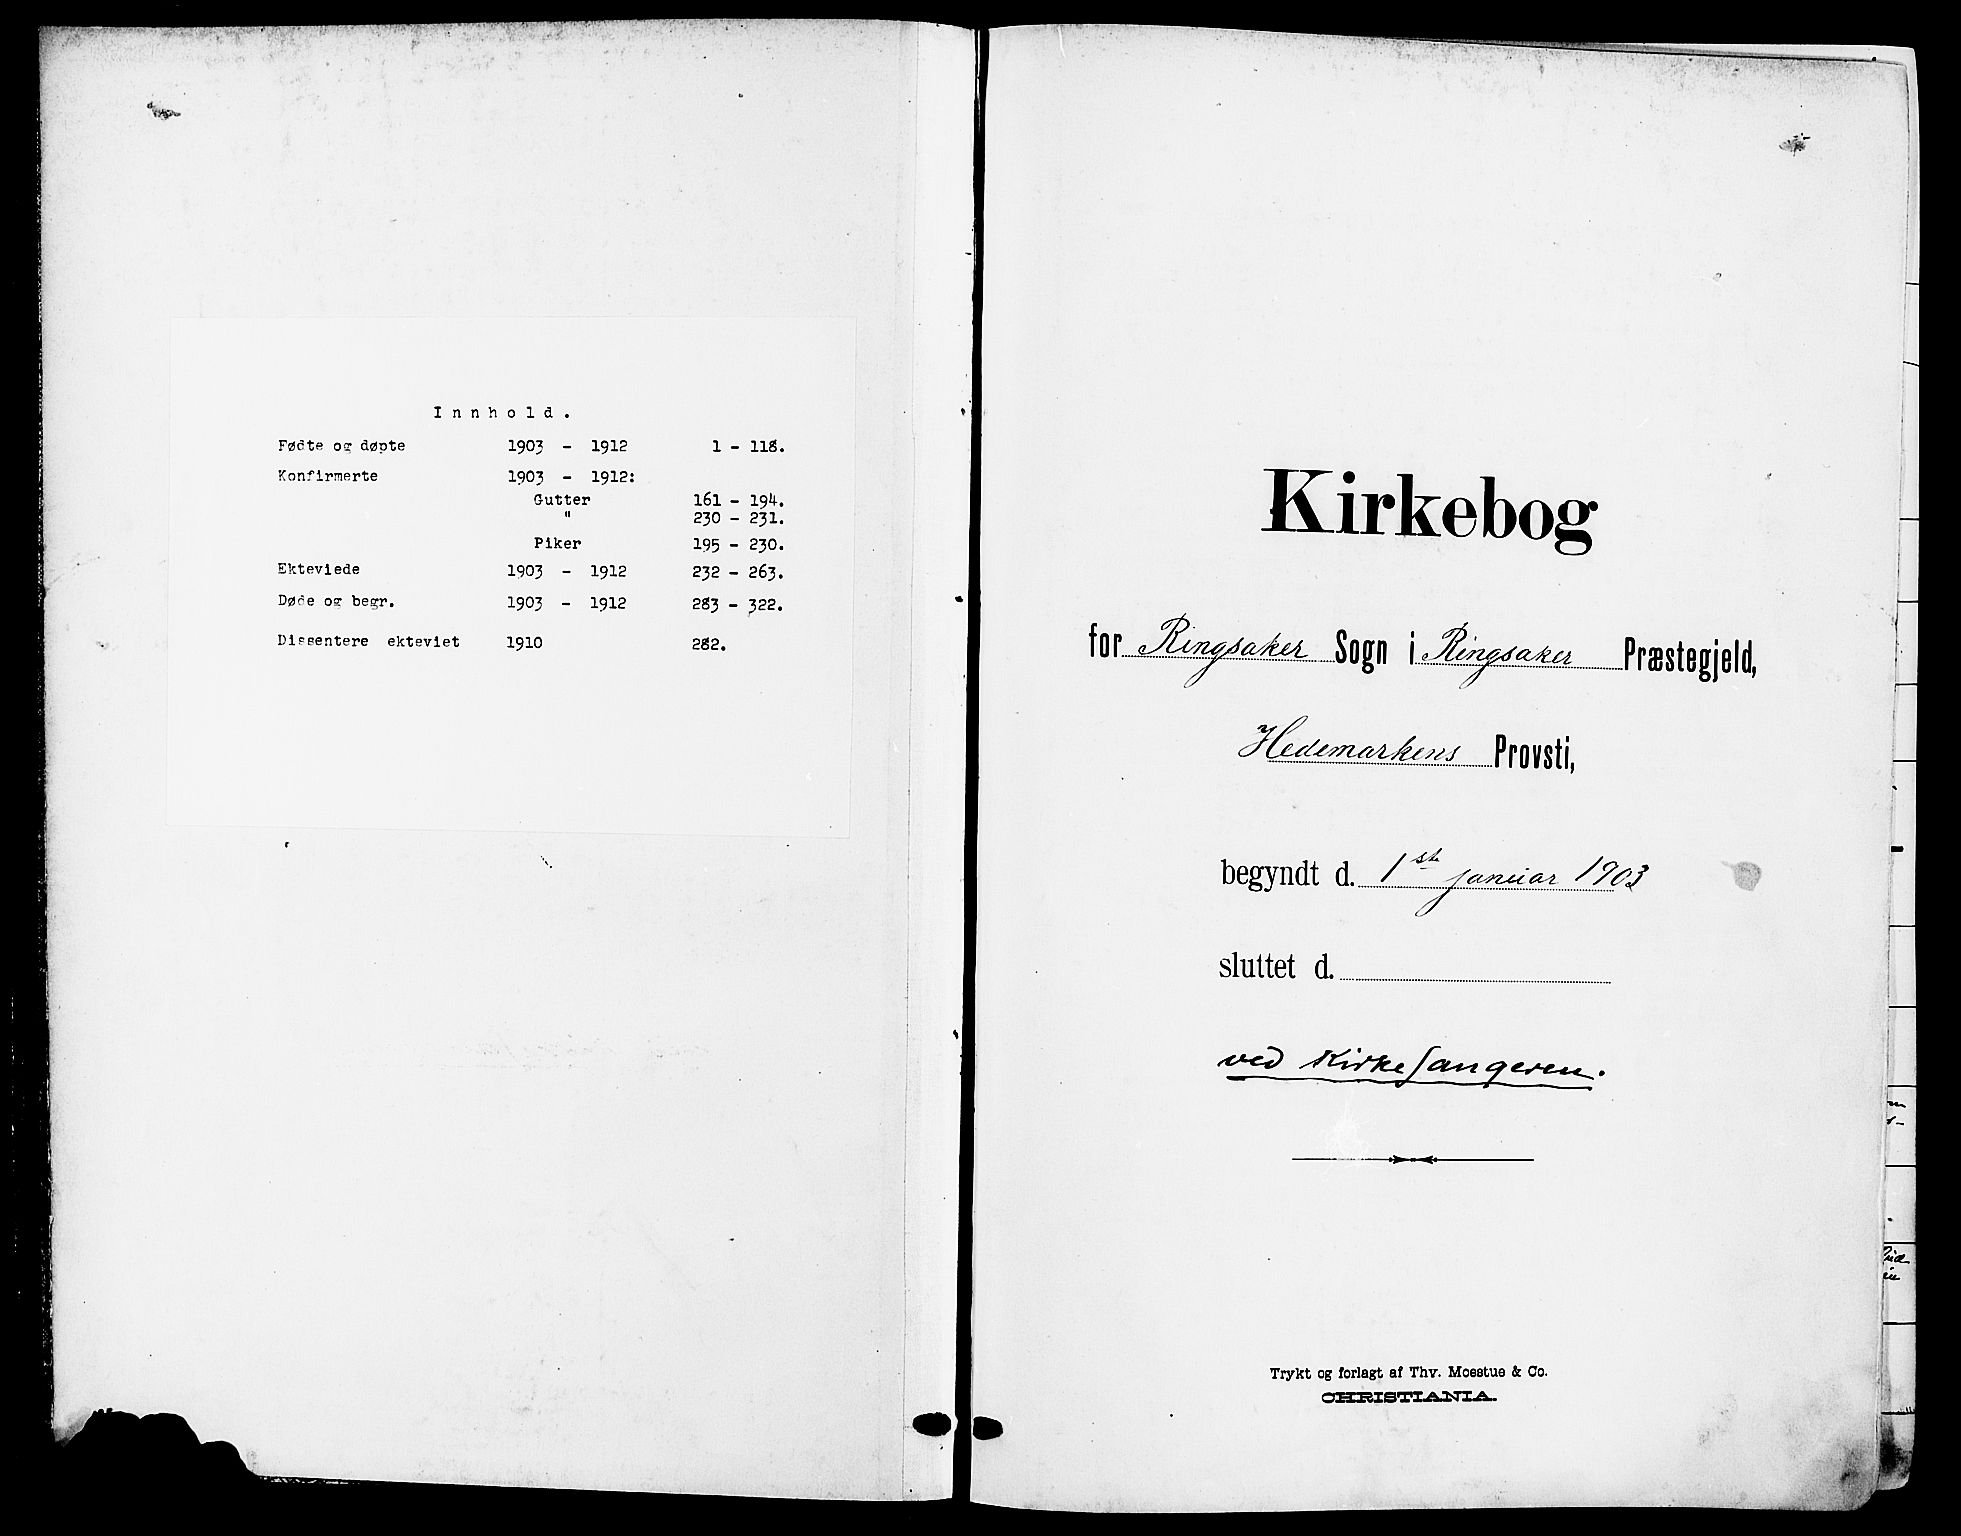 Innhold.
Fødte og døpte 1903 - 1912 1 - 118.
Konfirmerte 1903 - 1912:
Gutter 161 - 194.
" 230 - 231.
Piker 195 - 230.
Ekteviede 1903 - 1912 232 - 263.
Døde og begr. 1903 - 1912 283 - 322.
Dissentere ekteviet 1910 282.
Kirkebog
for Ringsaker Sogn i Ringsaker Præstegjeld,
Hedemarkens Provsti,
begyndt d. 1ste januar 1903
sluttet d.
ved Kirkesangeren.
Trykt og forlagt af Thv. Moestue & Co.
CHRISTIANIA.